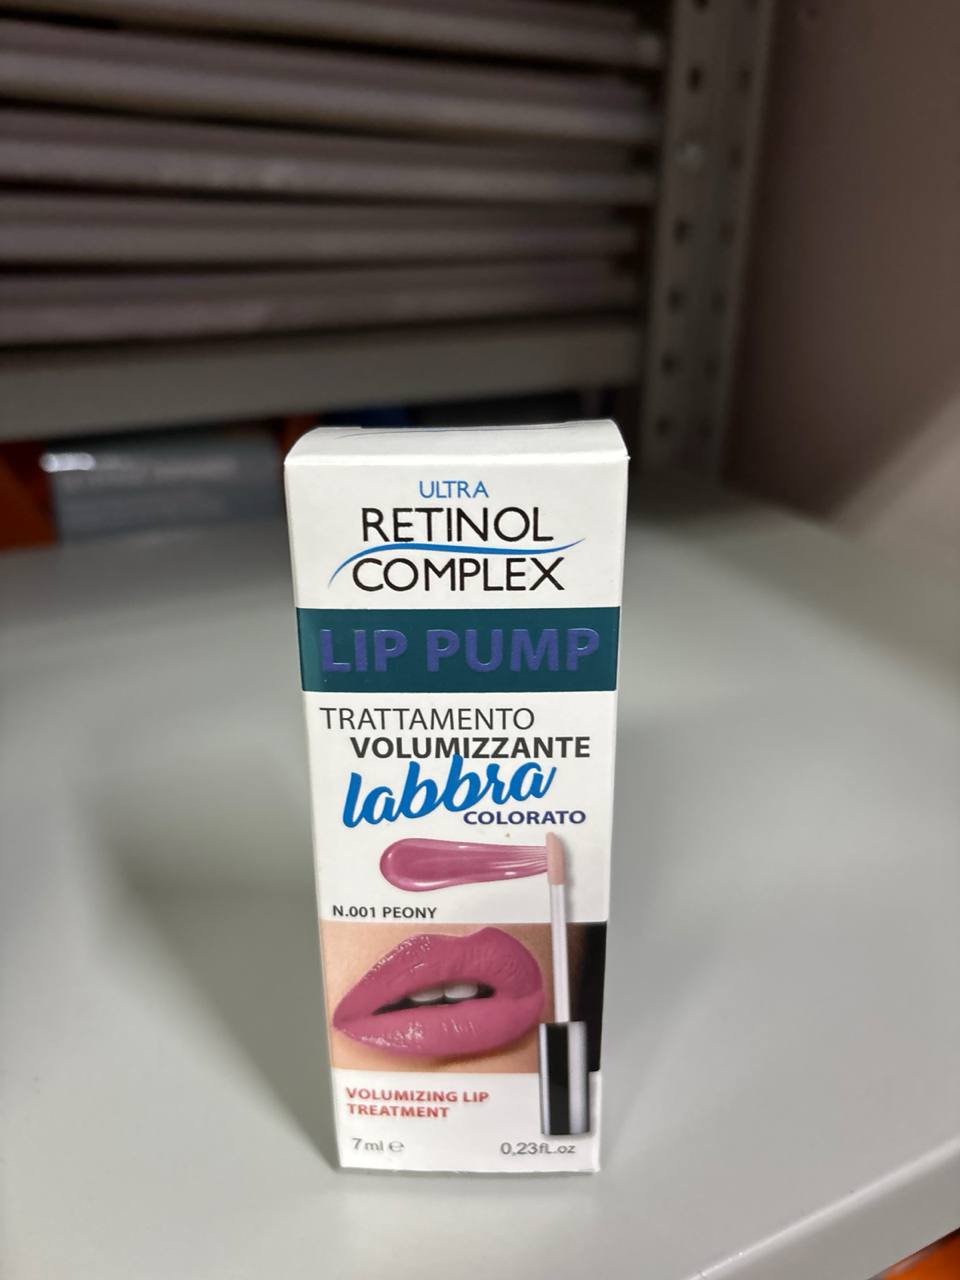 ULTRA
RETINOL
COMPLEX
LIP PUMP
TRATTAMENTO
VOLUMIZZANTE
labbra
COLORATO
N.001 PEONY
VOLUMIZING LIP
TREATMENT
7ml ℮ 0,23fL.oz